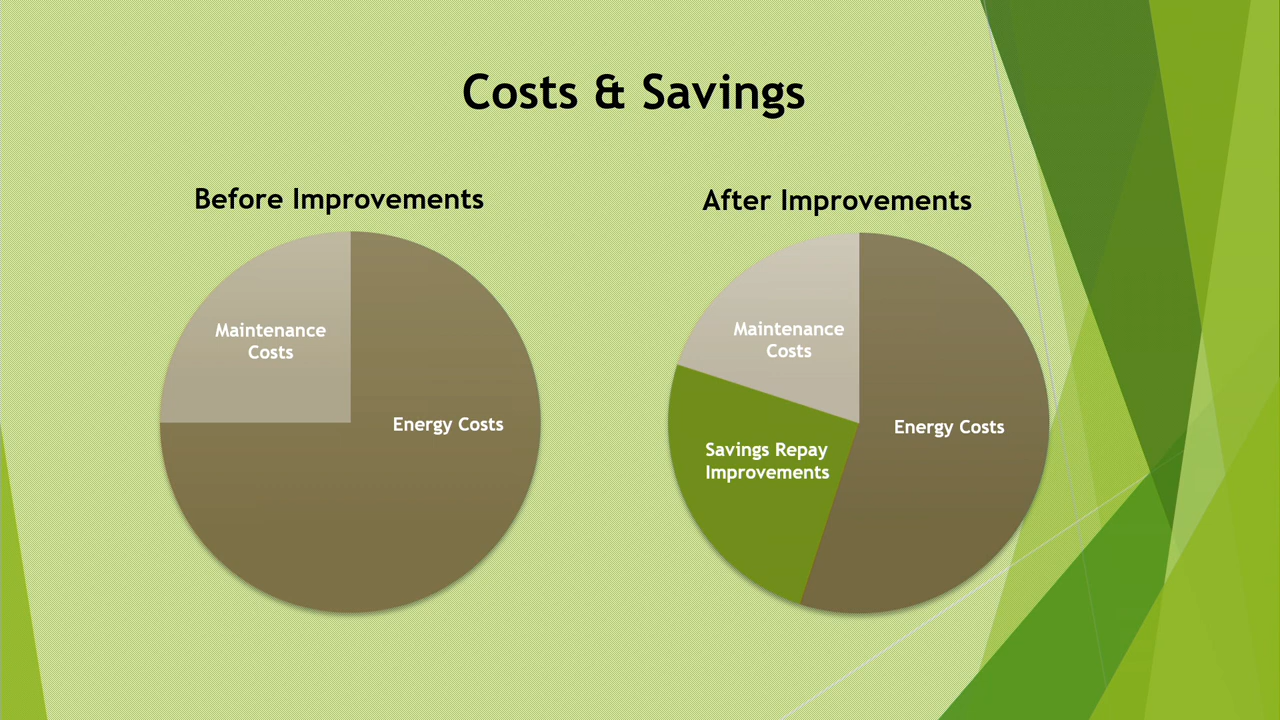 Costs & Savings
Before Improvements
After Improvements
Maintenance
Costs
Energy Costs
Maintenance
Costs
Savings Repay
Improvements
Energy Costs